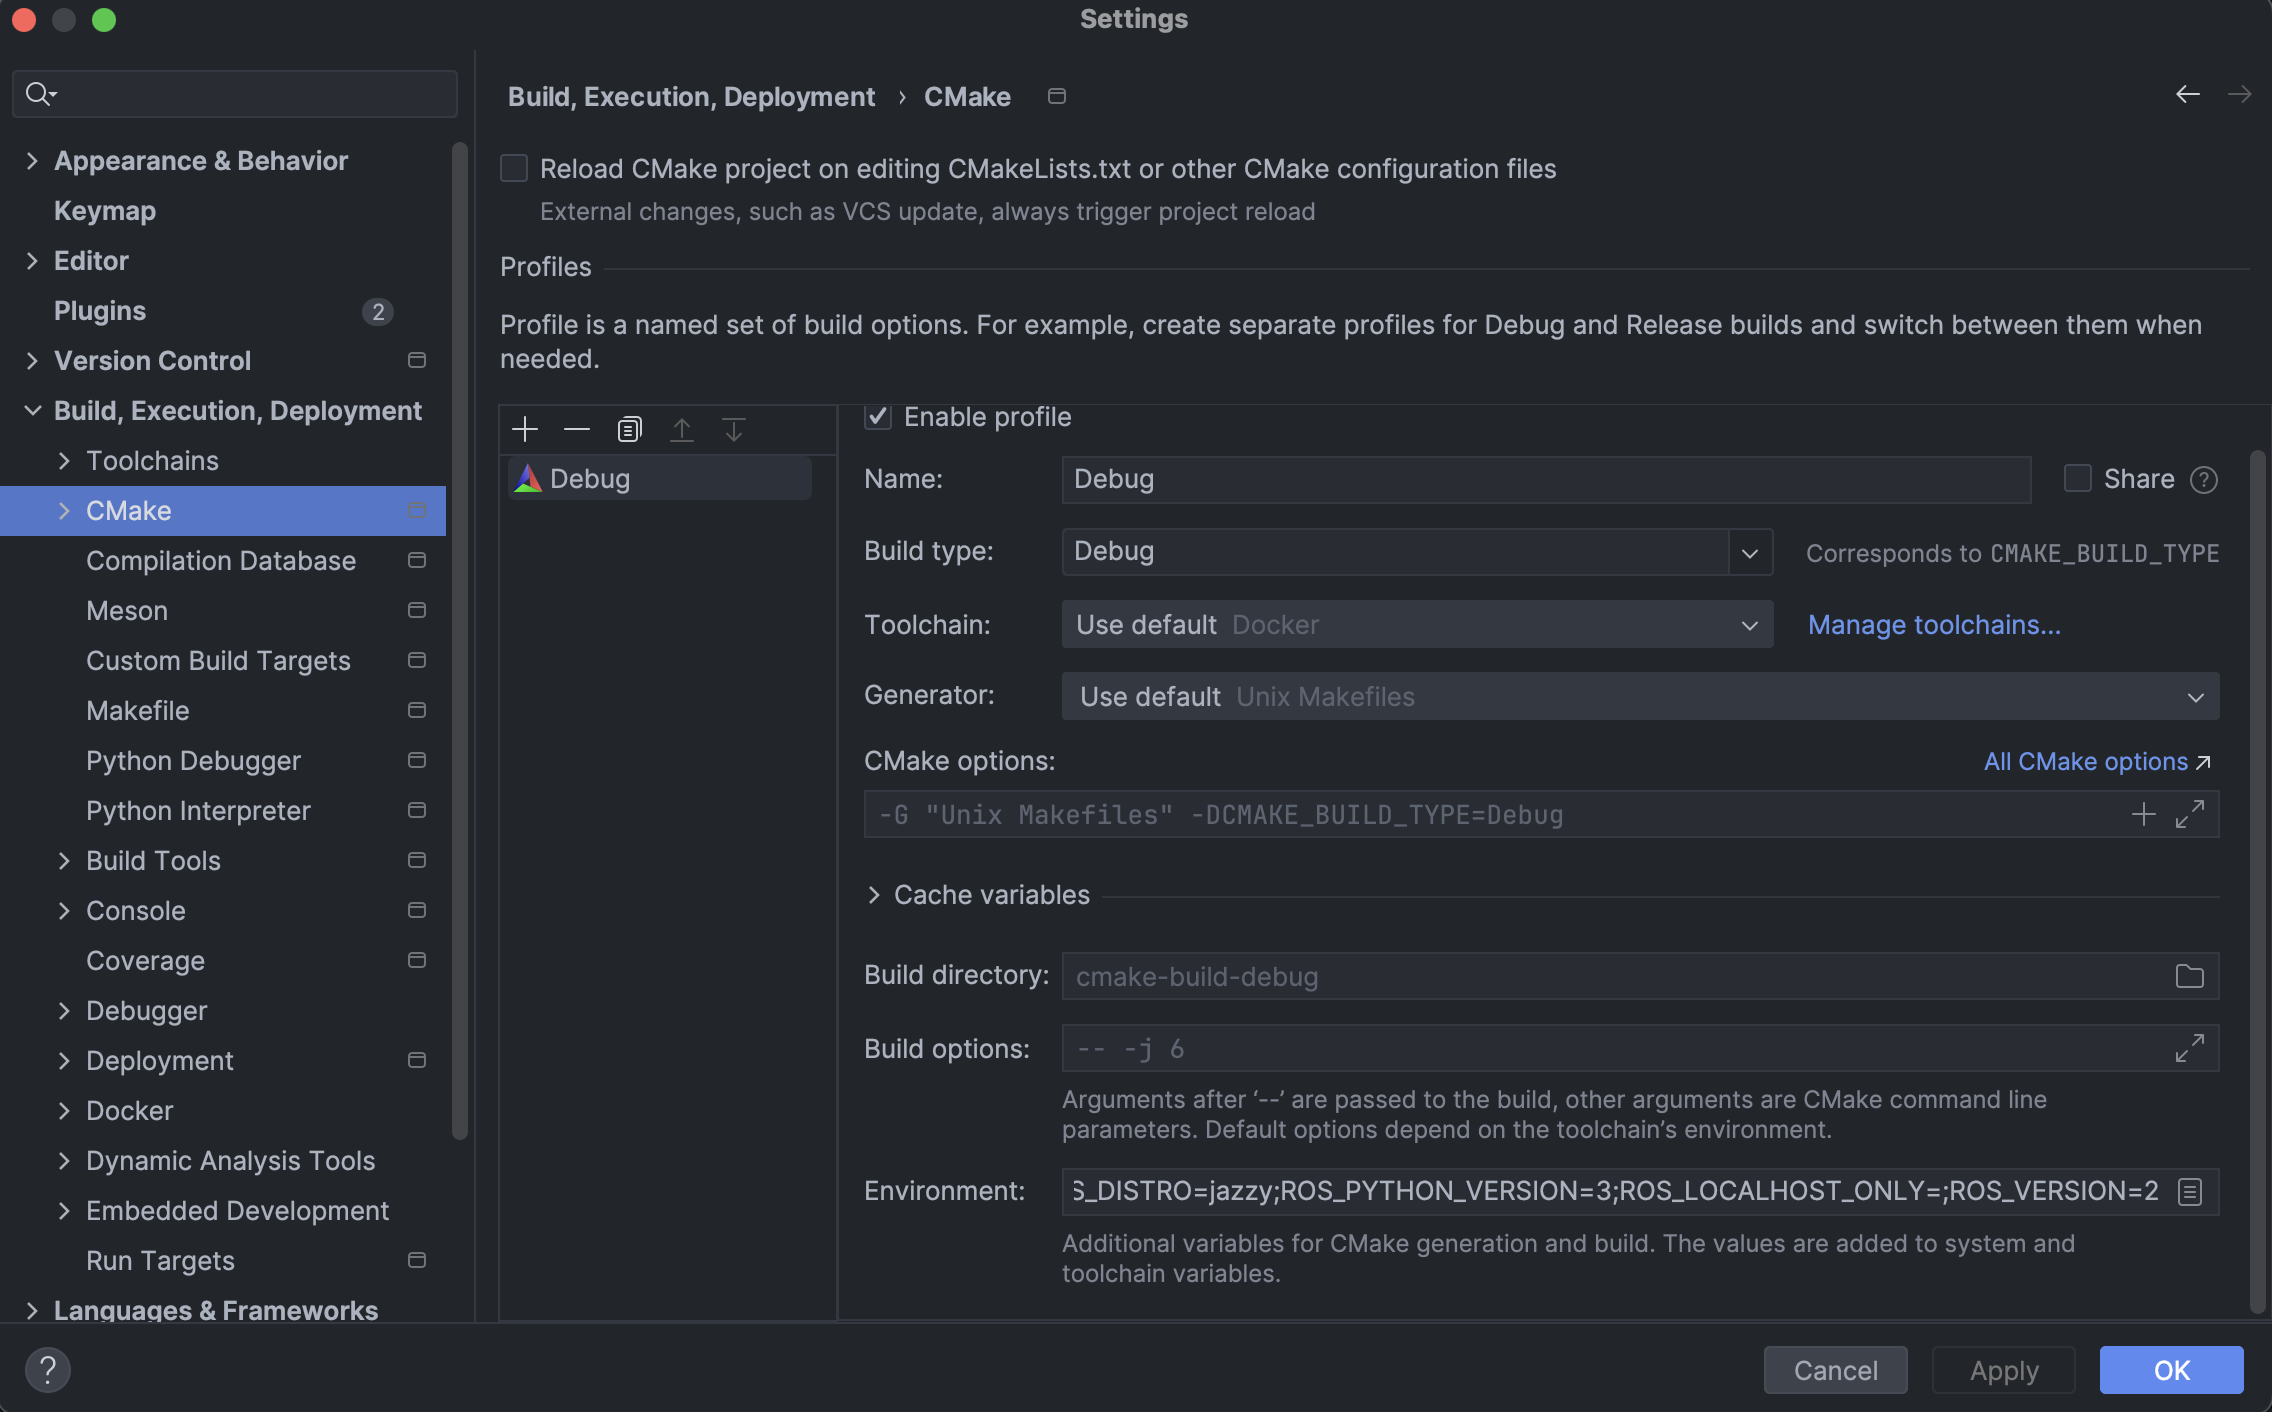 Settings
Appearance & Behavior
Keymap
Editor
Plugins 2
Version Control
Build, Execution, Deployment
Toolchains
CMake
Compilation Database
Meson
Custom Build Targets
Makefile
Python Debugger
Python Interpreter
Build Tools
Console
Coverage
Debugger
Deployment
Docker
Dynamic Analysis Tools
Embedded Development
Run Targets
Languages & Frameworks
Build, Execution, Deployment › CMake
Reload CMake project on editing CMakeLists.txt or other CMake configuration files
External changes, such as VCS update, always trigger project reload
Profiles
Profile is a named set of build options. For example, create separate profiles for Debug and Release builds and switch between them when
needed.
Debug
Enable profile
Name: Debug Share ?
Build type: Debug Corresponds to CMAKE_BUILD_TYPE
Toolchain: Use default Docker Manage toolchains...
Generator: Use default Unix Makefiles
CMake options: All CMake options ↗
-G "Unix Makefiles" -DCMAKE_BUILD_TYPE=Debug
Cache variables
Build directory: cmake-build-debug
Build options: -- -j 6
Arguments after ‘--’ are passed to the build, other arguments are CMake command line
parameters. Default options depend on the toolchain’s environment.
Environment: S_DISTRO=jazzy;ROS_PYTHON_VERSION=3;ROS_LOCALHOST_ONLY=;ROS_VERSION=2
Additional variables for CMake generation and build. The values are added to system and
toolchain variables.
? Cancel Apply OK